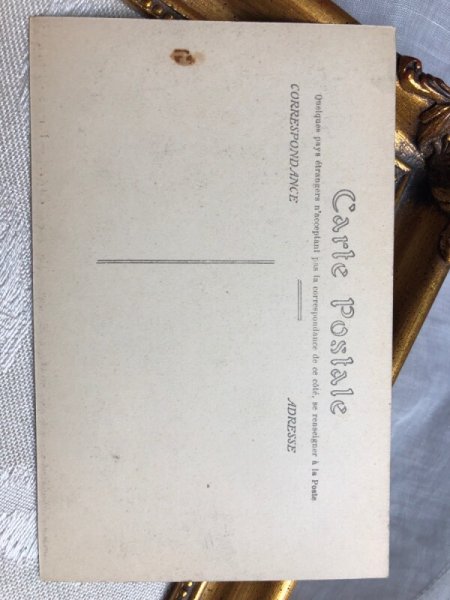 Carte Postale
Quelques pays étrangers n'acceptant pas la correspondance de ce côté, se renseigner à la Poste
CORRESPONDANCE
ADRESSE